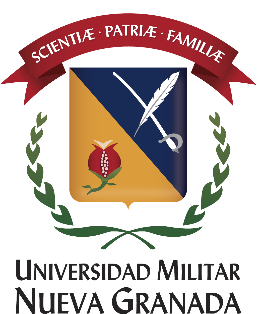 SCIENTIÆ · PATRIÆ · FAMILIÆ
UNIVERSIDAD MILITAR
NUEVA GRANADA